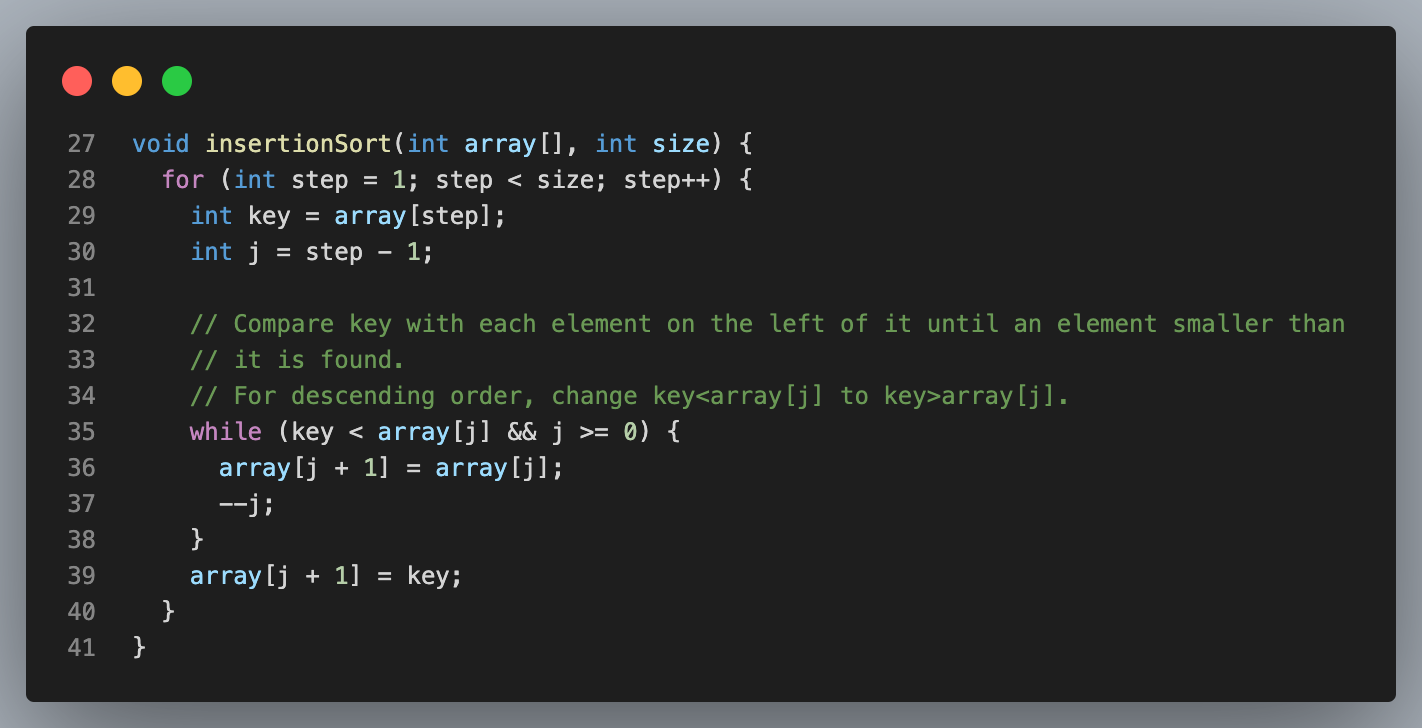 27 void insertionSort(int array[], int size) {
28   for (int step = 1; step < size; step++) {
29     int key = array[step];
30     int j = step - 1;
31
32     // Compare key with each element on the left of it until an element smaller than
33     // it is found.
34     // For descending order, change key<array[j] to key>array[j].
35     while (key < array[j] && j >= 0) {
36       array[j + 1] = array[j];
37       --j;
38     }
39     array[j + 1] = key;
40   }
41 }